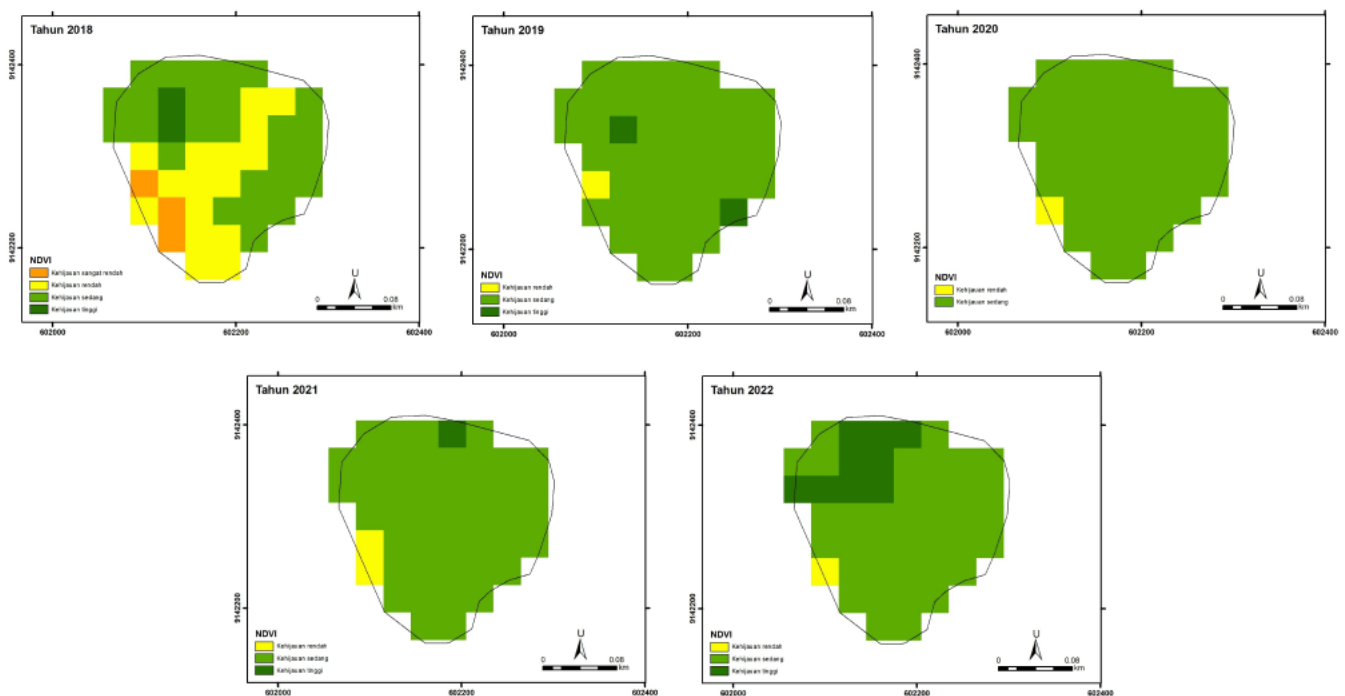 Tahun 2018
9142400
9142200
NDVI
Kehijauan sangat rendah
Kehijauan rendah
Kehijauan sedang
Kehijauan tinggi
U
0 0.08
km
602000 602200 602400
Tahun 2019
9142400
9142200
NDVI
Kehijauan rendah
Kehijauan sedang
Kehijauan tinggi
U
0 0.08
km
602000 602200 602400
Tahun 2020
9142400
9142200
NDVI
Kehijauan rendah
Kehijauan sedang
U
0 0.08
km
602000 602200 602400
Tahun 2021
9142400
9142200
NDVI
Kehijauan rendah
Kehijauan sedang
Kehijauan tinggi
U
0 0.08
km
602000 602200 602400
Tahun 2022
9142400
9142200
NDVI
Kehijauan rendah
Kehijauan sedang
Kehijauan tinggi
U
0 0.08
km
602000 602200 602400